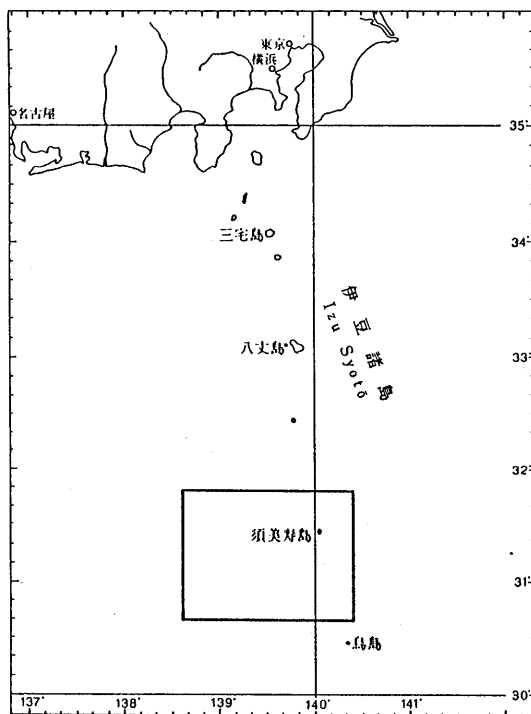 東京
横浜
名古屋
35°
三宅島
34°
伊豆諸島
Izu Syotō
八丈島
33°
32°
須美寿島
31°
鳥島
30°
137° 138° 139° 140° 141°